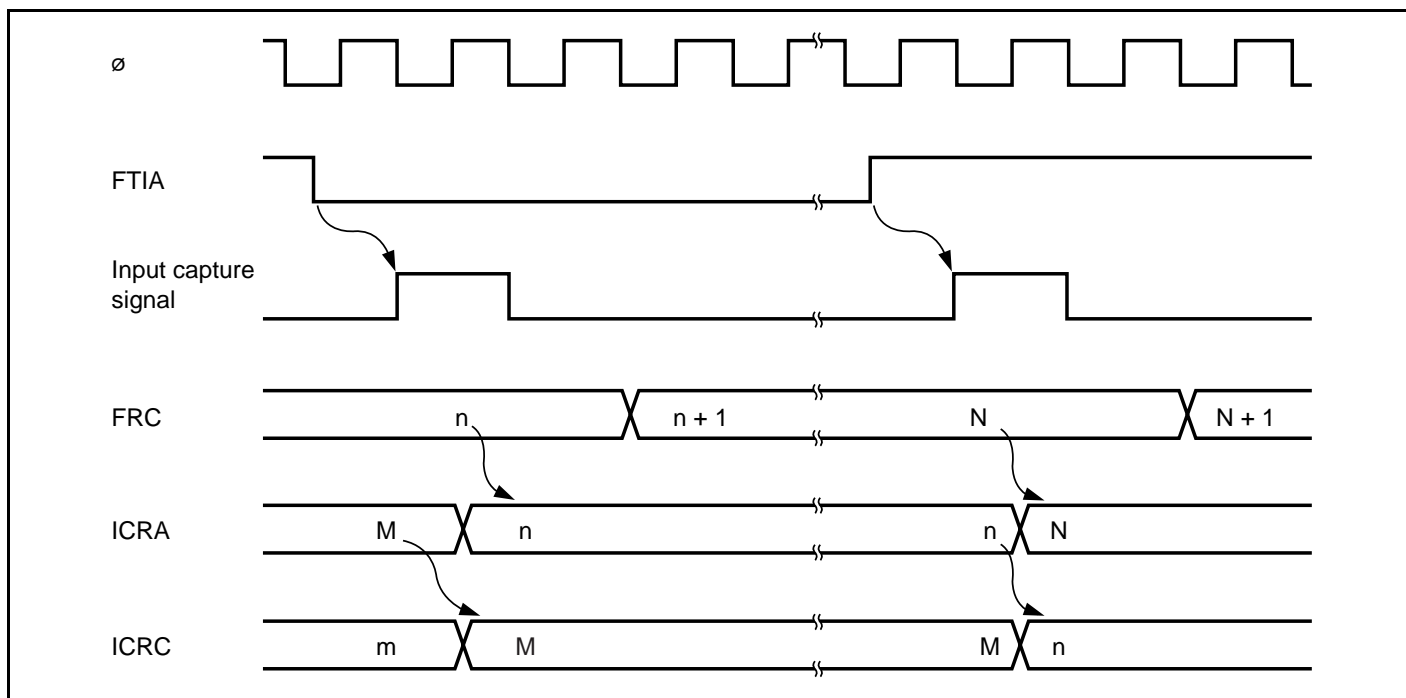 ø
FTIA
Input capture
signal
FRC n n + 1 N N + 1
ICRA M n n N
ICRC m M M n